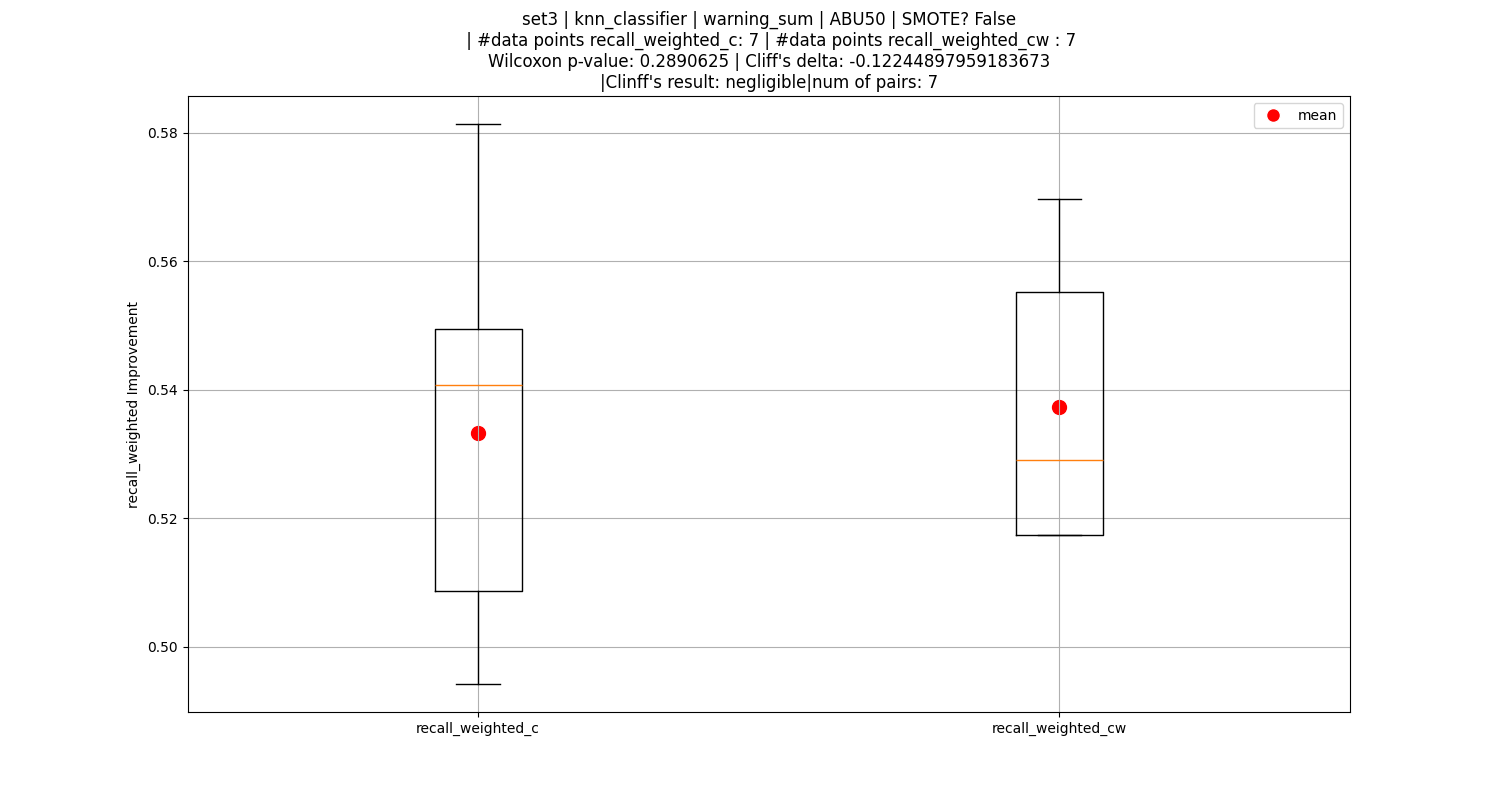 set3 | knn_classifier | warning_sum | ABU50 | SMOTE? False
| #data points recall_weighted_c: 7 | #data points recall_weighted_cw : 7
Wilcoxon p-value: 0.2890625 | Cliff's delta: -0.12244897959183673
|Clinff's result: negligible|num of pairs: 7
mean
0.58
0.56
0.54
0.52
0.50
recall_weighted Improvement
recall_weighted_c
recall_weighted_cw